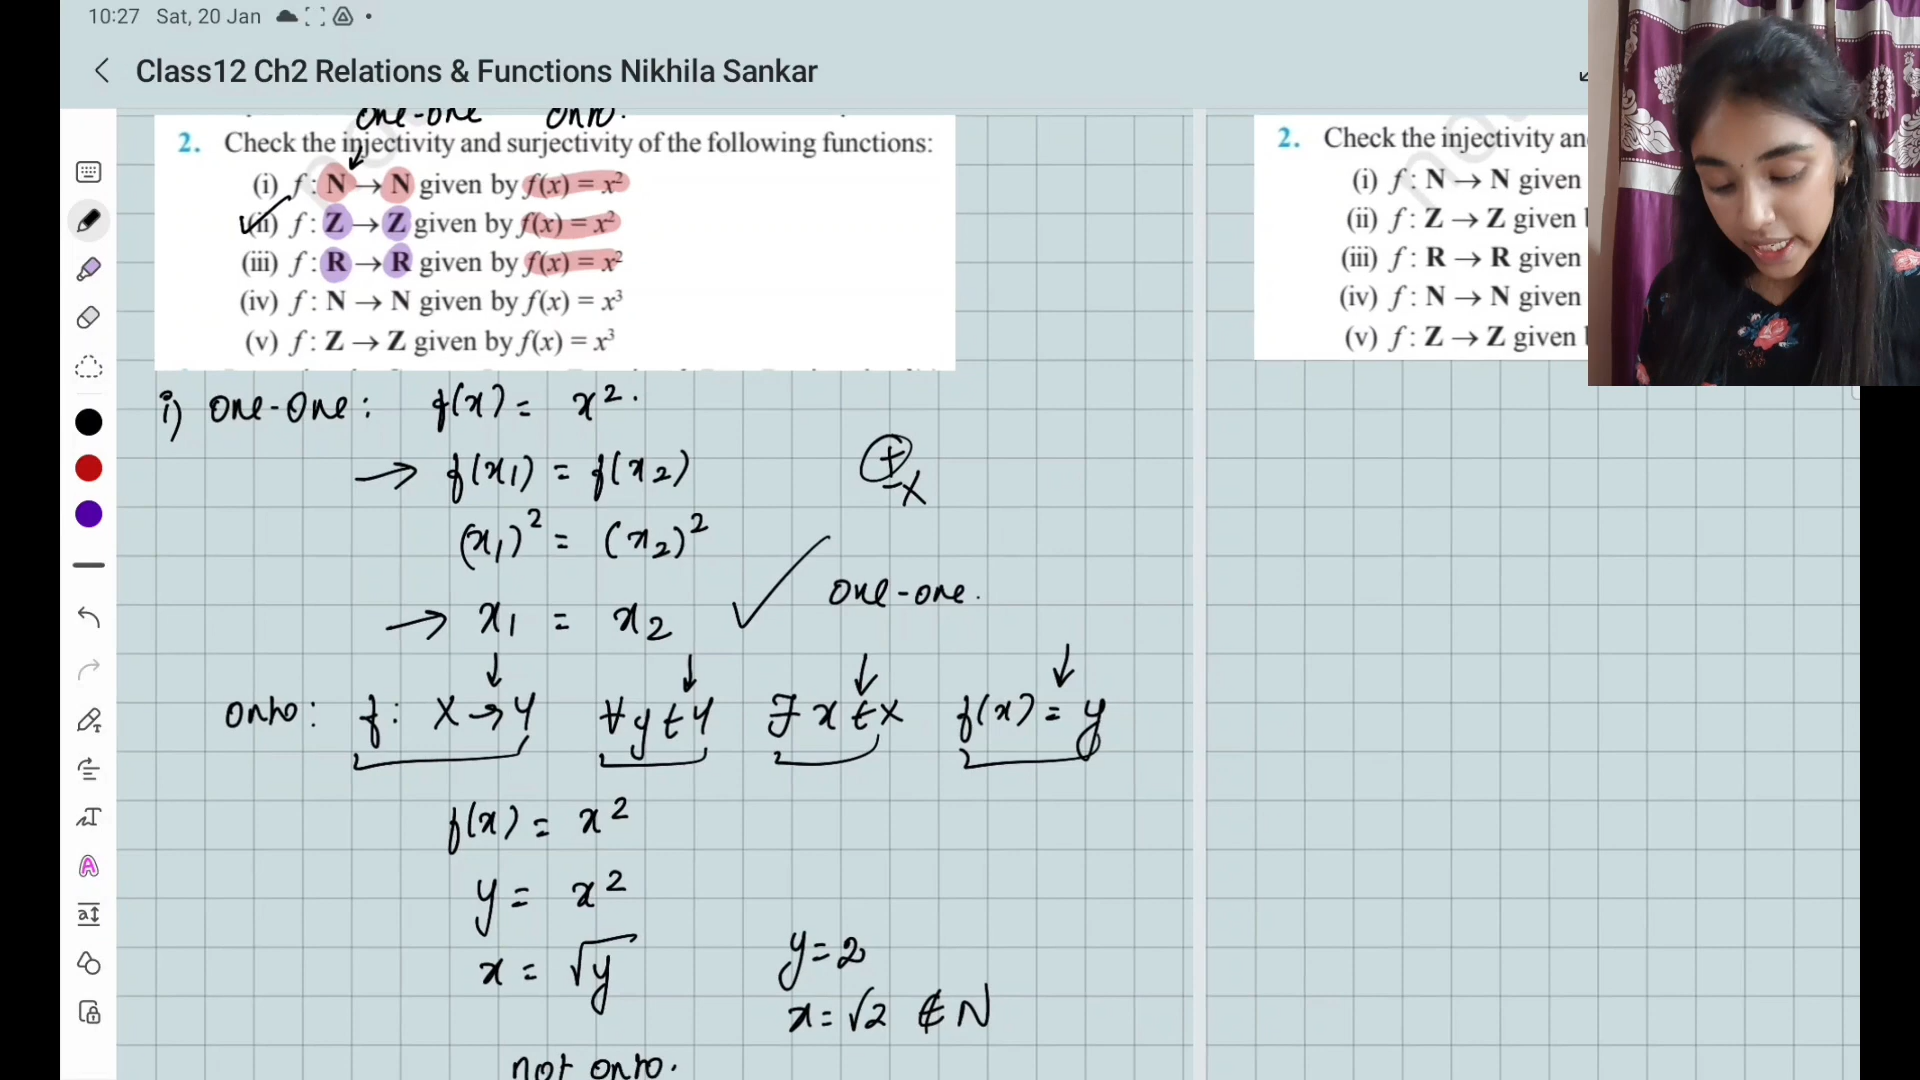 10:27 Sat, 20 Jan
Class12 Ch2 Relations & Functions Nikhila Sankar
one-one onto.
2. Check the injectivity and surjectivity of the following functions:
(i) f : N → N given by f(x) = x²
(ii) f : Z → Z given by f(x) = x²
(iii) f : R → R given by f(x) = x²
(iv) f : N → N given by f(x) = x³
(v) f : Z → Z given by f(x) = x³
i) one-one : f(x) = x².
→ f(x₁) = f(x₂)
(x₁)² = (x₂)²
→ x₁ = x₂ ✓ one-one.
onto : f : X → Y ∀ y ∈ Y ∃ x ∈ X f(x) = y
f(x) = x²
y = x²
x = √y
y = 2
x = √2 ∉ N
not onto.
2. Check the injectivity an
(i) f : N → N given
(ii) f : Z → Z given
(iii) f : R → R given
(iv) f : N → N given
(v) f : Z → Z given